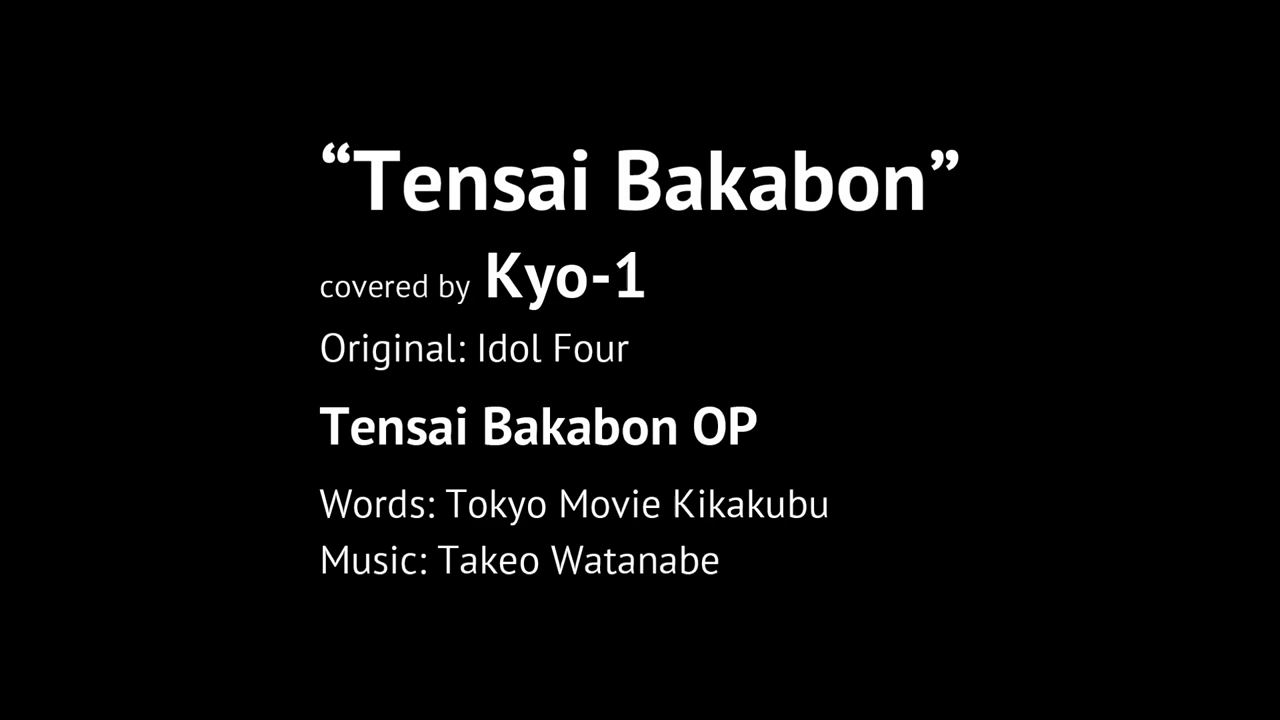 “Tensai Bakabon”
covered by Kyo-1
Original: Idol Four
Tensai Bakabon OP
Words: Tokyo Movie Kikakubu
Music: Takeo Watanabe